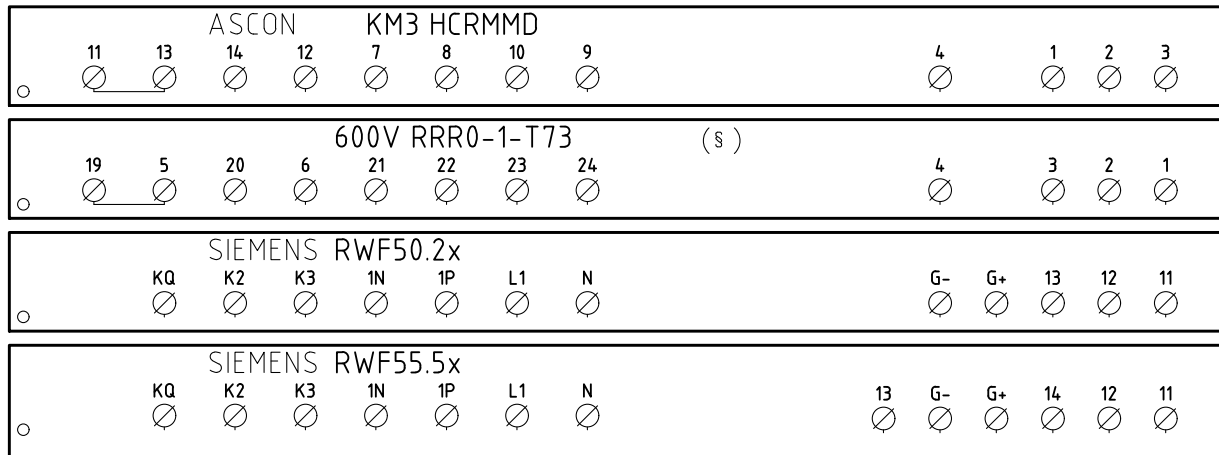 ASCON KM3 HCRMMD
11 13 14 12 7 8 10 9 4 1 2 3
600V RRR0-1-T73 (§)
19 5 20 6 21 22 23 24 4 3 2 1
SIEMENS RWF50.2x
KQ K2 K3 1N 1P L1 N G- G+ 13 12 11
SIEMENS RWF55.5x
KQ K2 K3 1N 1P L1 N 13 G- G+ 14 12 11